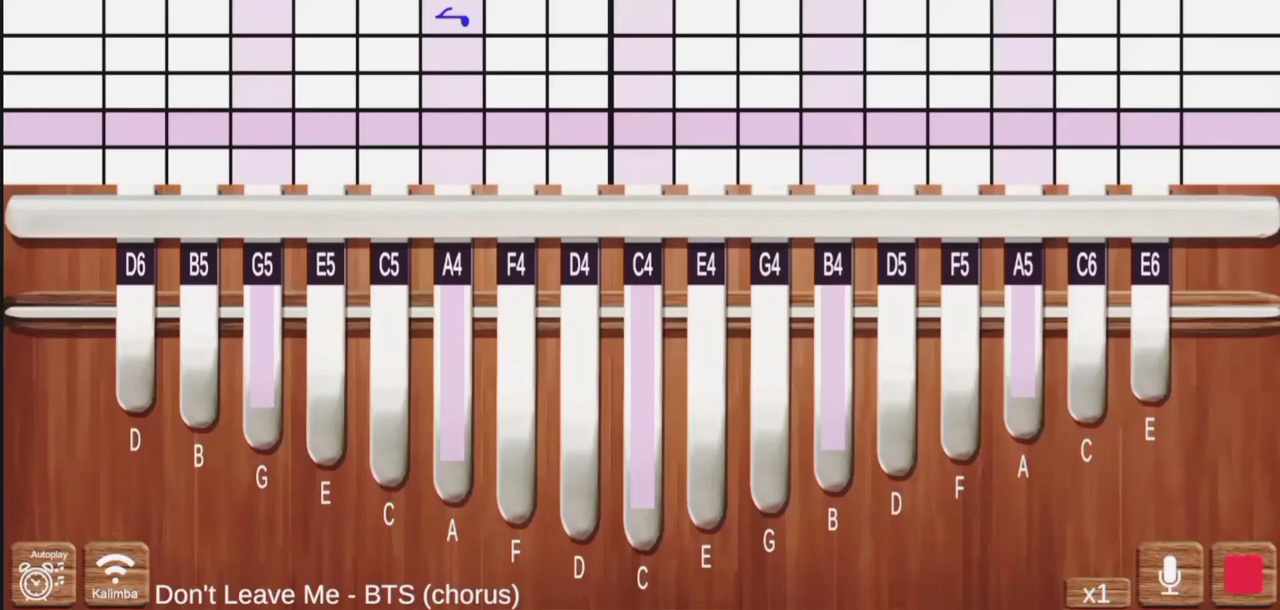 D6 B5 G5 E5 C5 A4 F4 D4 C4 E4 G4 B4 D5 F5 A5 C6 E6
D B G E C A F D C E G B D F A C E
Autoplay
Kalimba
Don't Leave Me - BTS (chorus)
x1